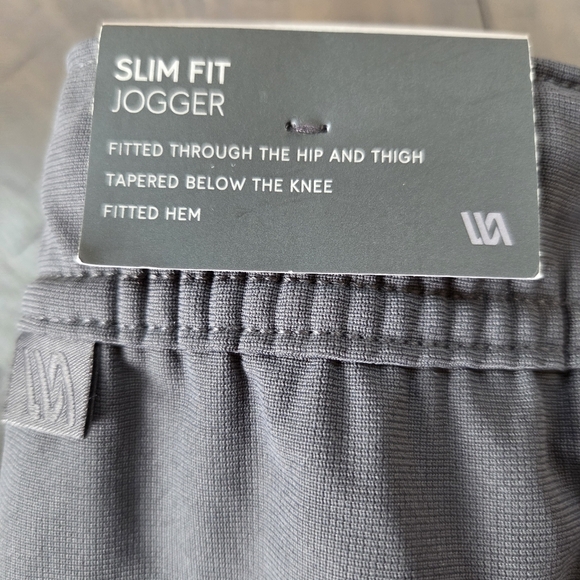 SLIM FIT
JOGGER
FITTED THROUGH THE HIP AND THIGH
TAPERED BELOW THE KNEE
FITTED HEM